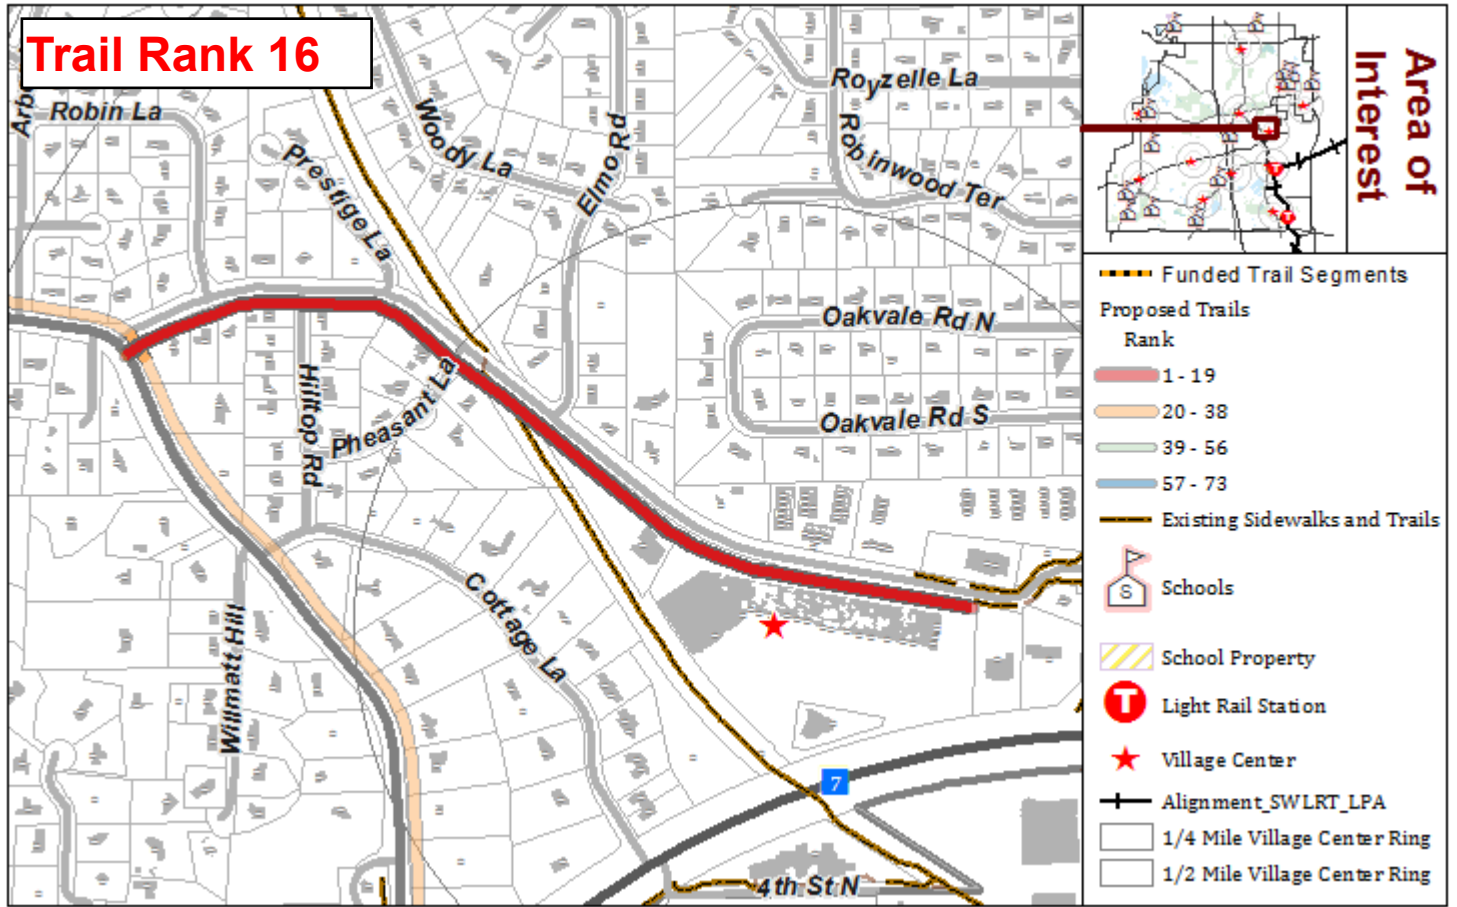 Trail Rank 16
Robin La
Prestige La
Woody La
Elmo Rd
Royzelle La
Robinwood Ter
Oakvale Rd N
Oakvale Rd S
Hilltop Rd
Pheasant La
Willmatt Hill
Cottage La
7
4th St N
Area of
Interest
Funded Trail Segments
Proposed Trails
Rank
1 - 19
20 - 38
39 - 56
57 - 73
Existing Sidewalks and Trails
S
Schools
School Property
T
Light Rail Station
Village Center
Alignment_SWLRT_LPA
1/4 Mile Village Center Ring
1/2 Mile Village Center Ring